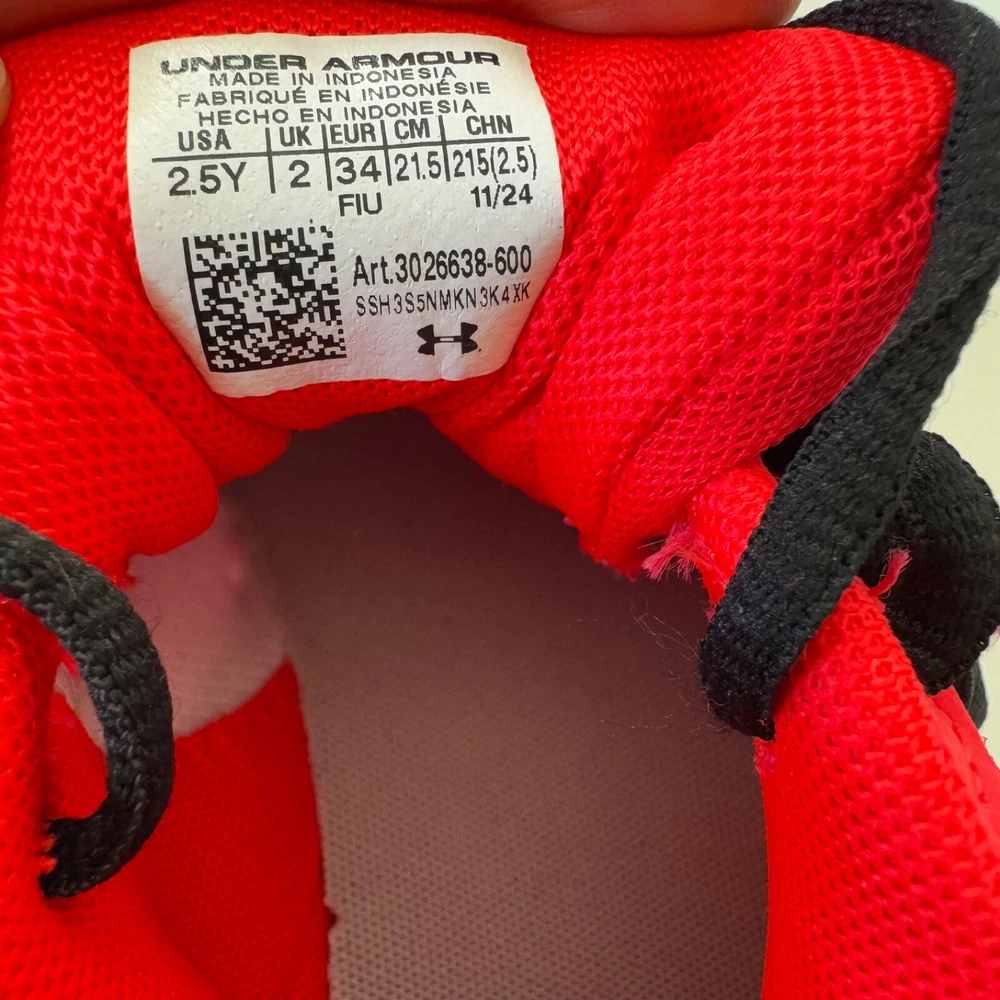 UNDER ARMOUR
MADE IN INDONESIA
FABRIQUÉ EN INDONÉSIE
HECHO EN INDONESIA
USA UK EUR CM CHN
2.5Y 2 34 21.5 215(2.5)
FIU 11/24
Art.3026638-600
SSH3S5NMKN3K4XK